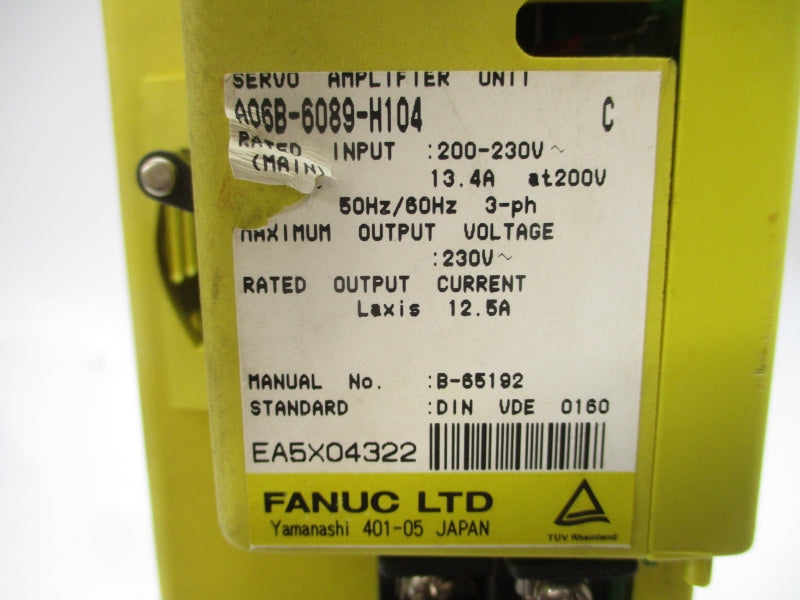 SERVO AMPLIFIER UNIT
A06B-6089-H104 C
RATED INPUT :200-230V~
(MAIN) 13.4A at200V
50Hz/60Hz 3-ph
MAXIMUM OUTPUT VOLTAGE
:230V~
RATED OUTPUT CURRENT
Laxis 12.5A
MANUAL No. :B-65192
STANDARD :DIN VDE 0160
EA5X04322
FANUC LTD
Yamanashi 401-05 JAPAN
TÜV Rheinland